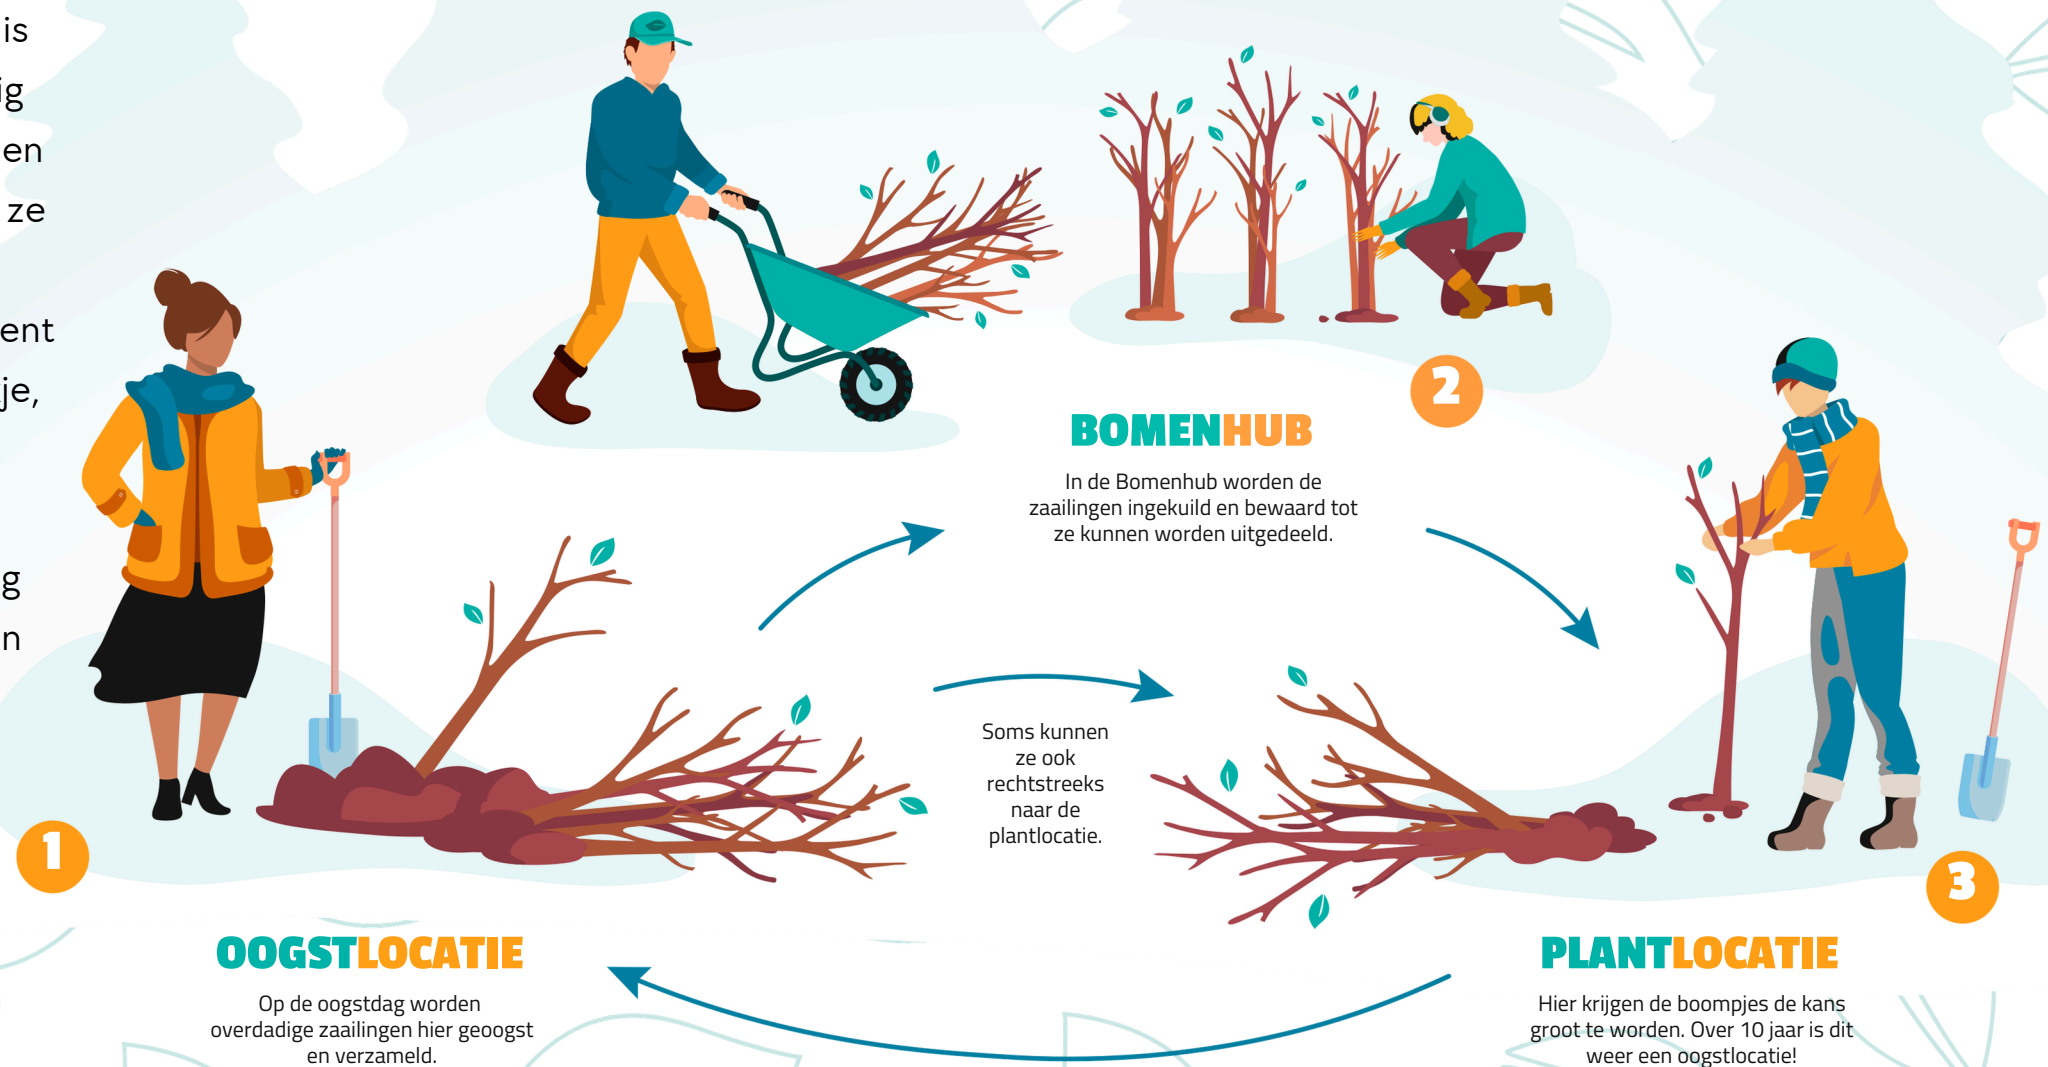 is
ig
en
ze
ent
je,
g
n
2
BOMENHUB
In de Bomenhub worden de
zaailingen ingekuild en bewaard tot
ze kunnen worden uitgedeeld.
Soms kunnen
ze ook
rechtstreeks
naar de
plantlocatie.
1
OOGSTLOCATIE
Op de oogstdag worden
overdadige zaailingen hier geoogst
en verzameld.
3
PLANTLOCATIE
Hier krijgen de boompjes de kans
groot te worden. Over 10 jaar is dit
weer een oogstlocatie!